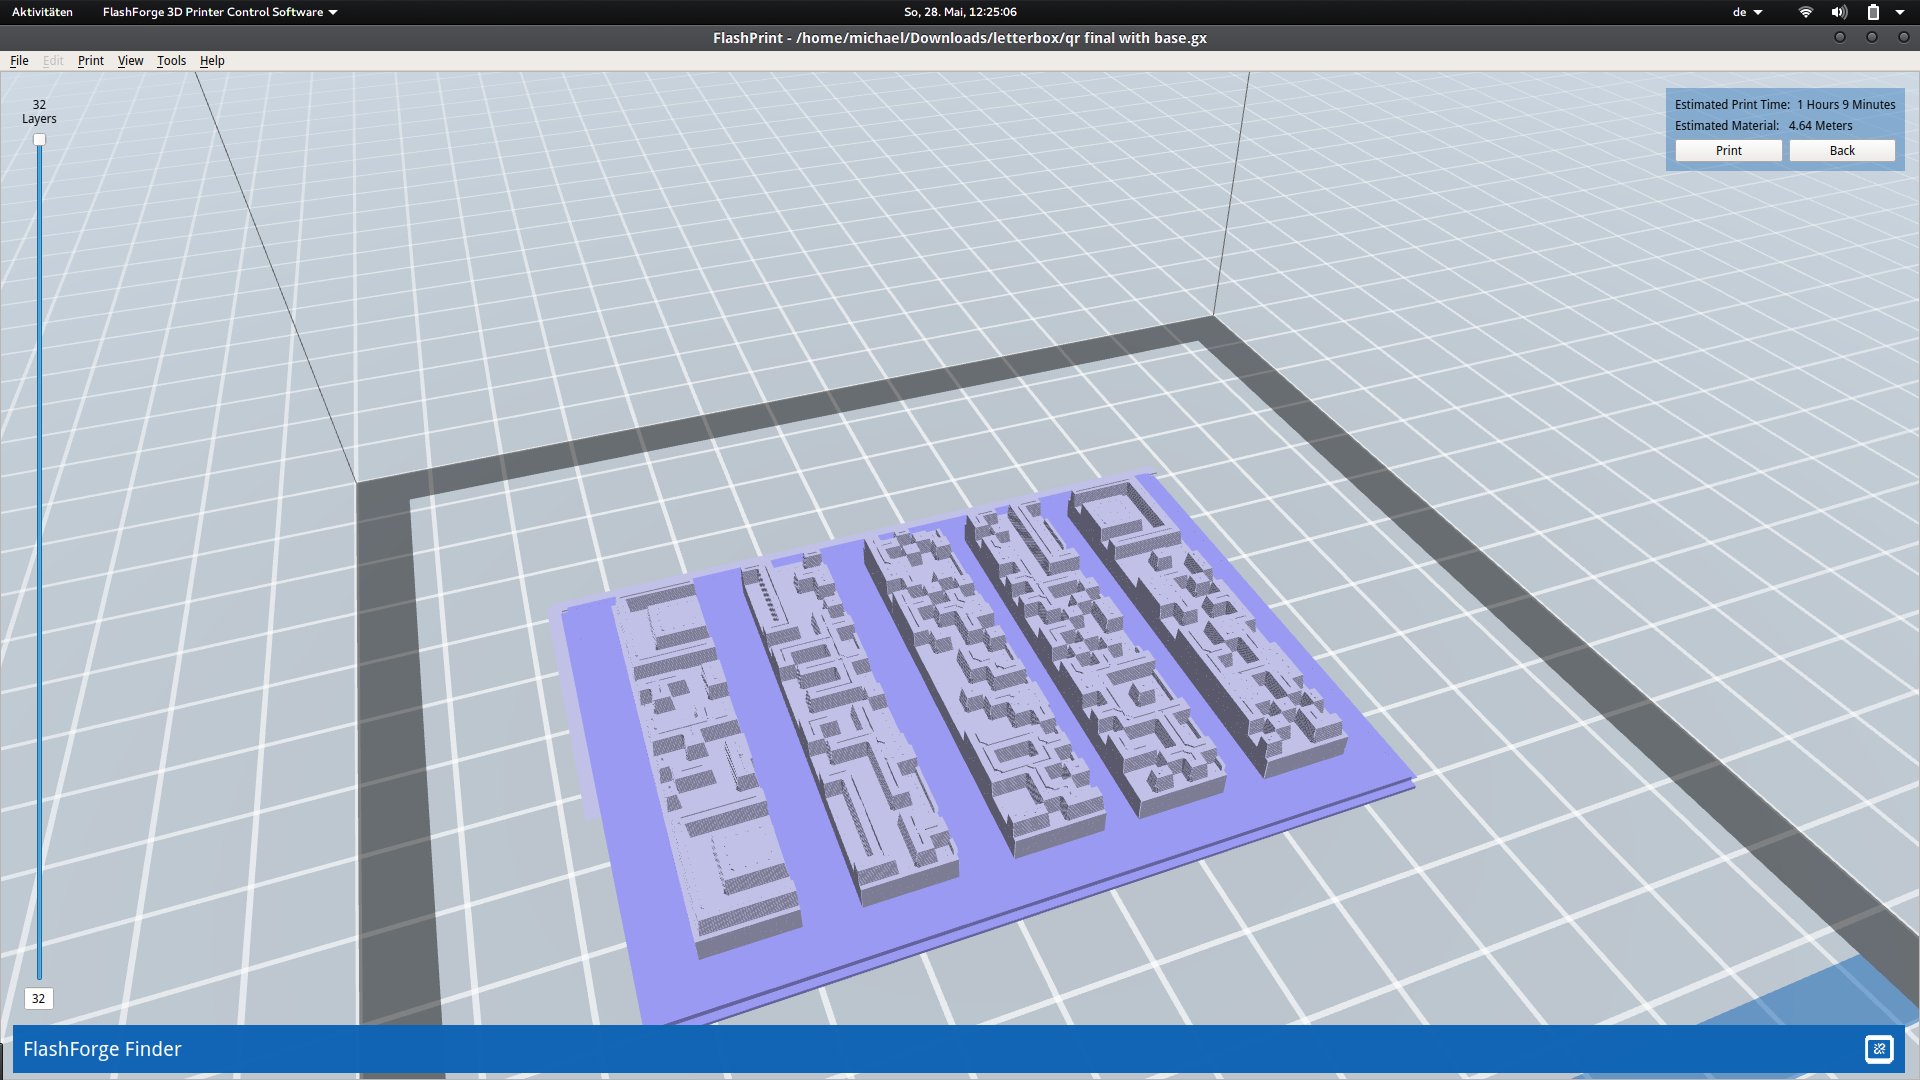 Aktivitäten FlashForge 3D Printer Control Software So, 28. Mai, 12:25:06 de
FlashPrint - /home/michael/Downloads/letterbox/qr final with base.gx
File Edit Print View Tools Help
32
Layers
Estimated Print Time: 1 Hours 9 Minutes
Estimated Material: 4.64 Meters
Print Back
32
FlashForge Finder